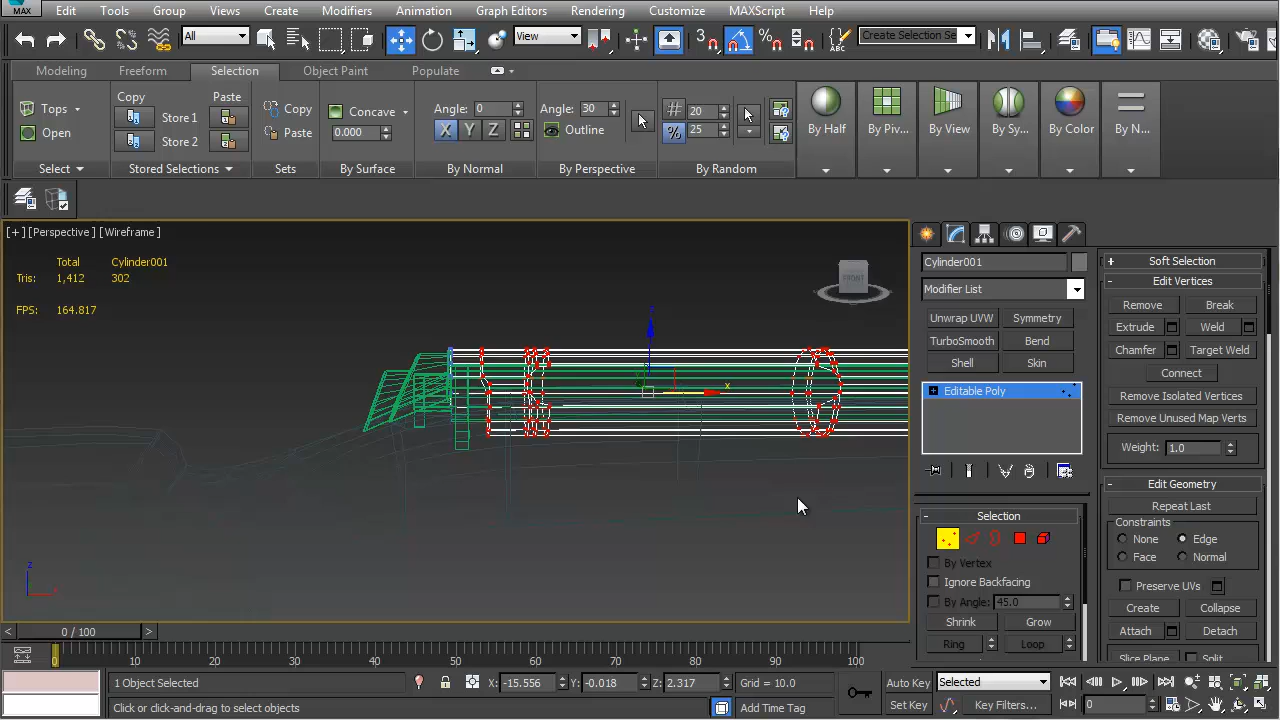 MAX Edit Tools Group Views Create Modifiers Animation Graph Editors Rendering Customize MAXScript Help
All View 3 Create Selection Se
Modeling Freeform Selection Object Paint Populate
Copy Paste
Tops Store 1 Copy Concave Angle: 0 Angle: 30 # 20
Open Store 2 Paste 0.000 X Y Z Outline % 25
By Half By Piv... By View By Sy... By Color By N...
Select Stored Selections Sets By Surface By Normal By Perspective By Random
[+] [Perspective] [Wireframe]
Total Cylinder001
Tris: 1,412 302
FPS: 164.817
FRONT
x
z
Cylinder001
Modifier List
Unwrap UVW Symmetry
TurboSmooth Bend
Shell Skin
Editable Poly
Selection
By Vertex
Ignore Backfacing
By Angle: 45.0
Shrink Grow
Ring Loop
+ Soft Selection
- Edit Vertices
Remove Break
Extrude Weld
Chamfer Target Weld
Connect
Remove Isolated Vertices
Remove Unused Map Verts
Weight: 1.0
- Edit Geometry
Repeat Last
Constraints
None Edge
Face Normal
Preserve UVs
Create Collapse
Attach Detach
Slice Plane Split
< 0 / 100 >
0 10 20 30 40 50 60 70 80 90 100
1 Object Selected X: -15.556 Y: -0.018 Z: 2.317 Grid = 10.0 Auto Key Selected
Click or click-and-drag to select objects Add Time Tag Set Key Key Filters... 0